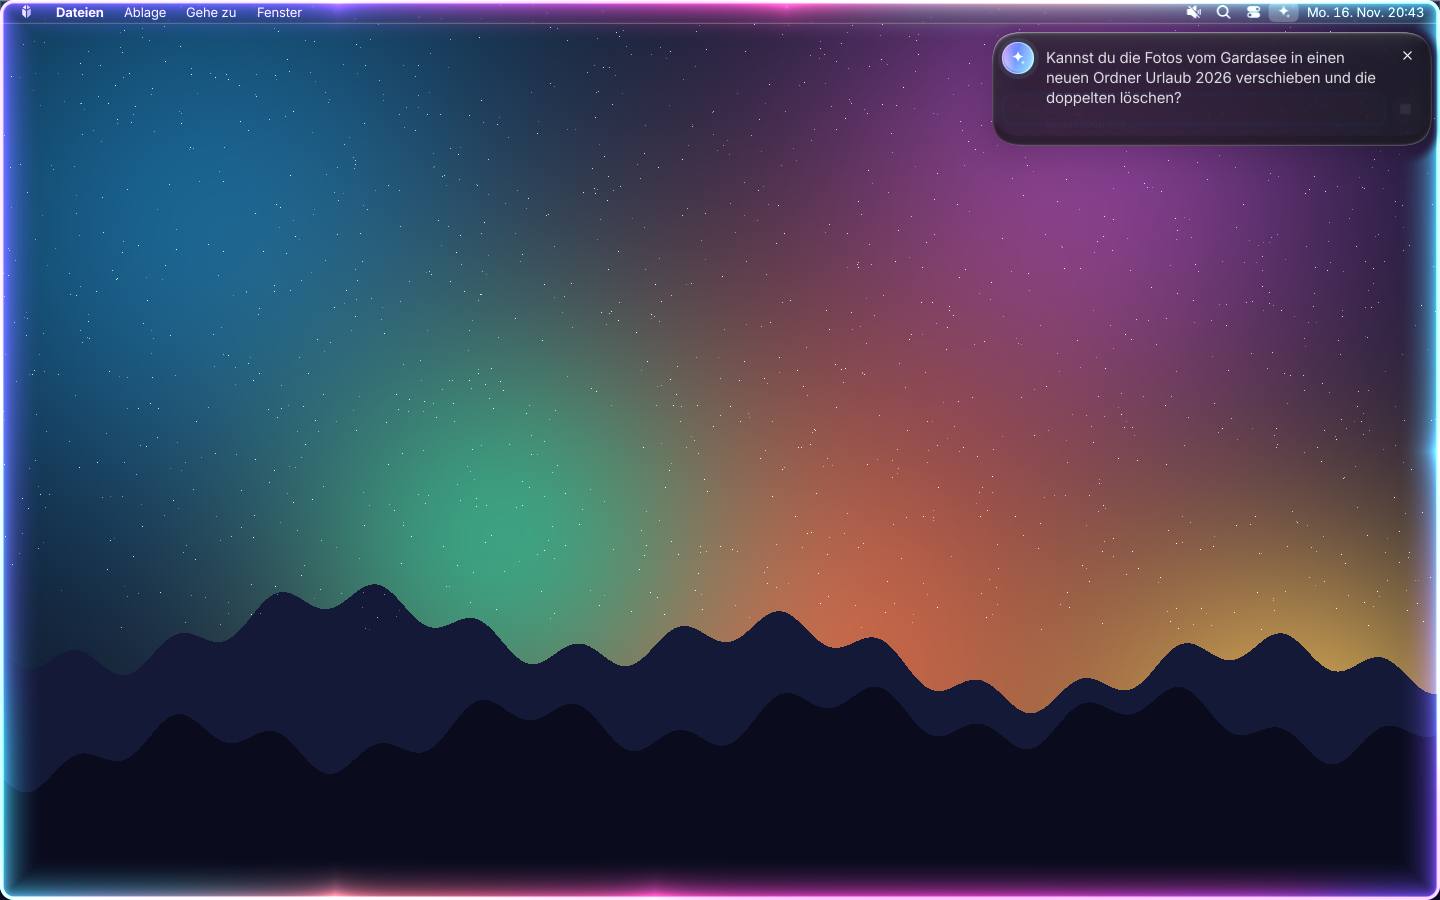 Dateien Ablage Gehe zu Fenster Mo. 16. Nov. 20:43
Kannst du die Fotos vom Gardasee in einen
neuen Ordner Urlaub 2026 verschieben und die
doppelten löschen?